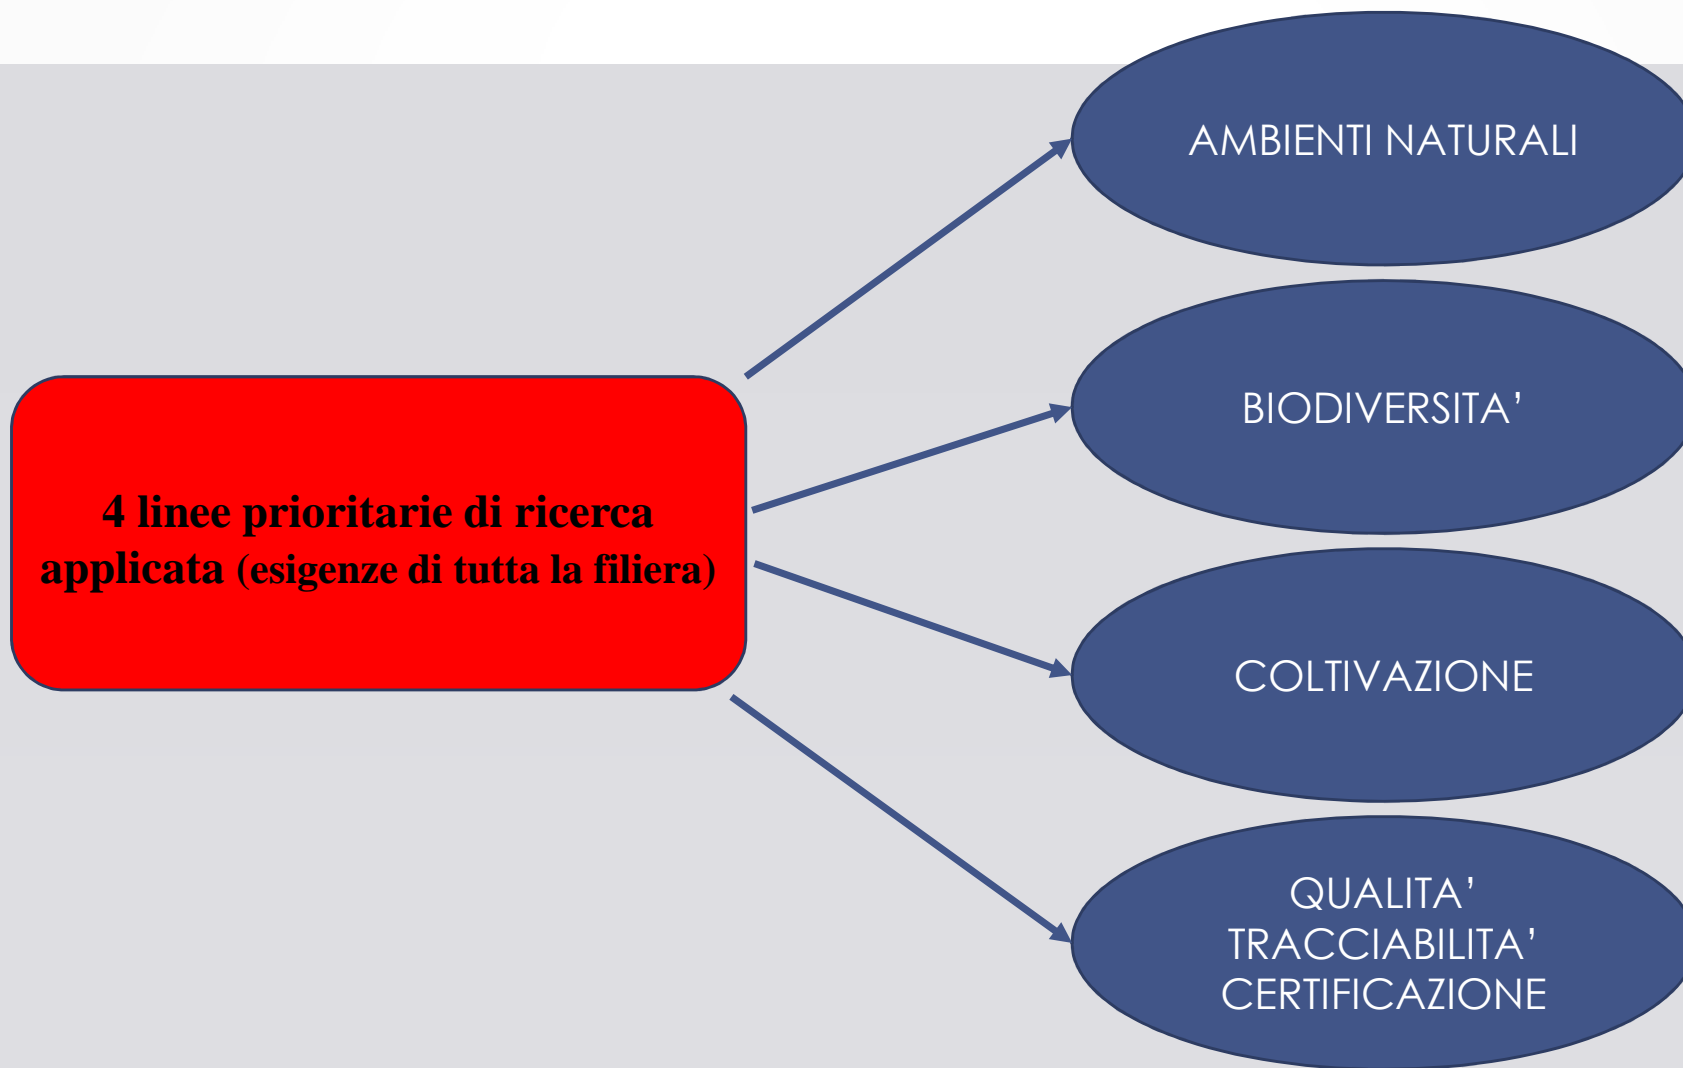 AMBIENTI NATURALI
BIODIVERSITA’
4 linee prioritarie di ricerca
applicata (esigenze di tutta la filiera)
COLTIVAZIONE
QUALITA’
TRACCIABILITA’
CERTIFICAZIONE